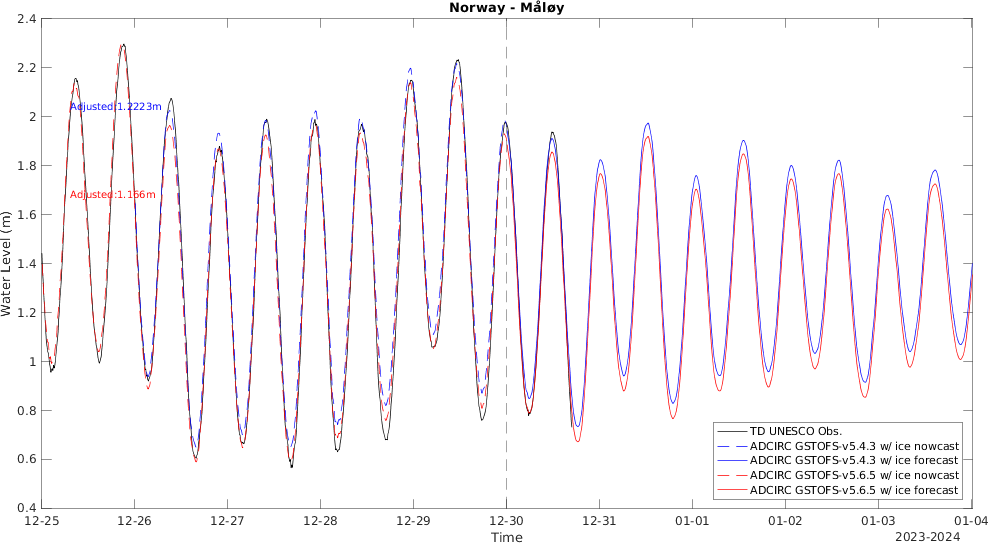 Norway - Måløy
2.4
2.2
2
1.8
1.6
1.4
1.2
1
0.8
0.6
0.4
Water Level (m)
Adjusted:1.2223m
Adjusted:1.166m
TD UNESCO Obs.
ADCIRC GSTOFS-v5.4.3 w/ ice nowcast
ADCIRC GSTOFS-v5.4.3 w/ ice forecast
ADCIRC GSTOFS-v5.6.5 w/ ice nowcast
ADCIRC GSTOFS-v5.6.5 w/ ice forecast
12-25 12-26 12-27 12-28 12-29 12-30 12-31 01-01 01-02 01-03 01-04
Time
2023-2024